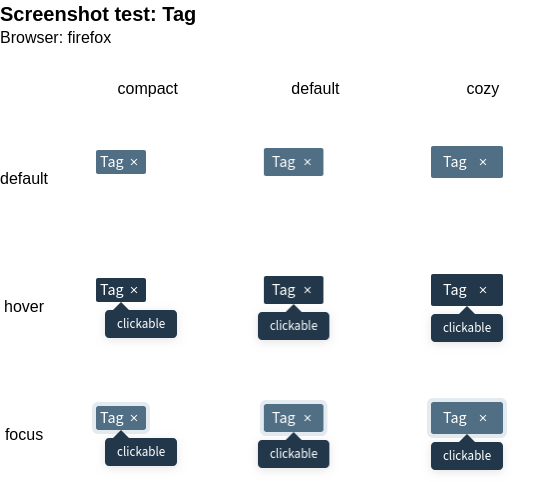 Screenshot test: Tag
Browser: firefox
compact default cozy
default Tag × Tag × Tag ×
hover Tag × Tag × Tag ×
clickable clickable clickable
focus Tag × Tag × Tag ×
clickable clickable clickable